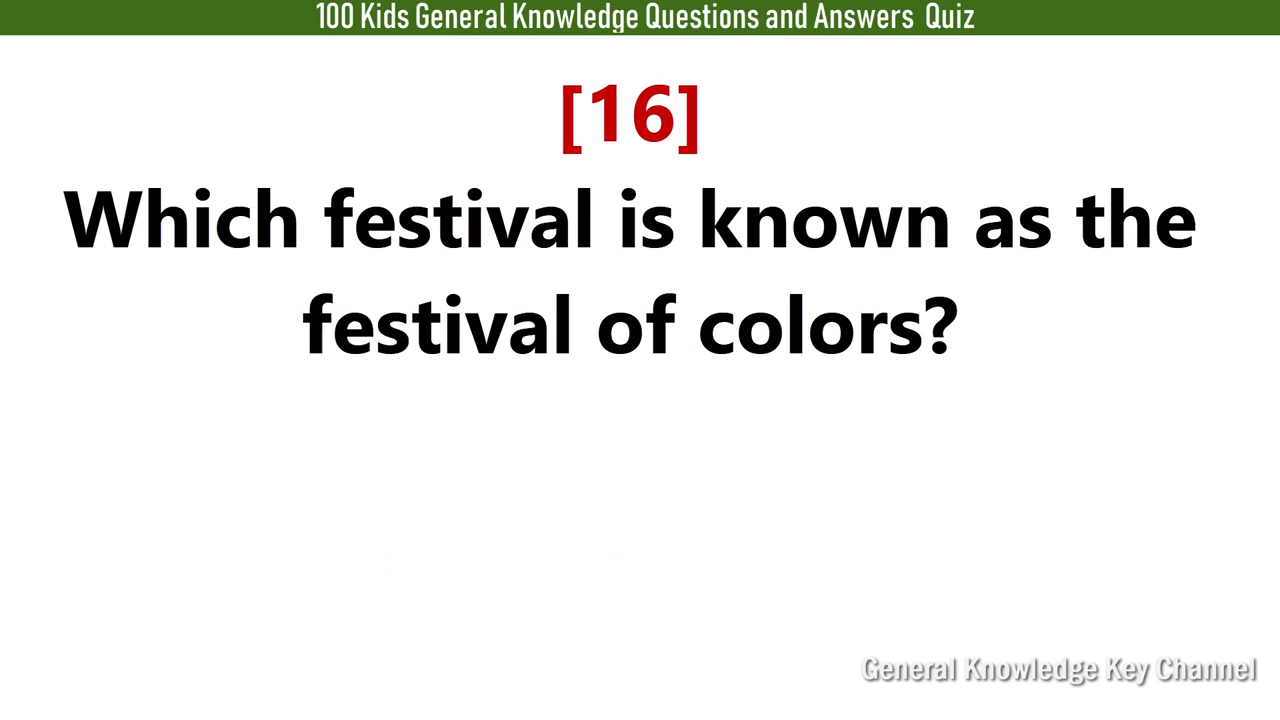 100 Kids General Knowledge Questions and Answers Quiz
[16]
Which festival is known as the
festival of colors?
General Knowledge Key Channel